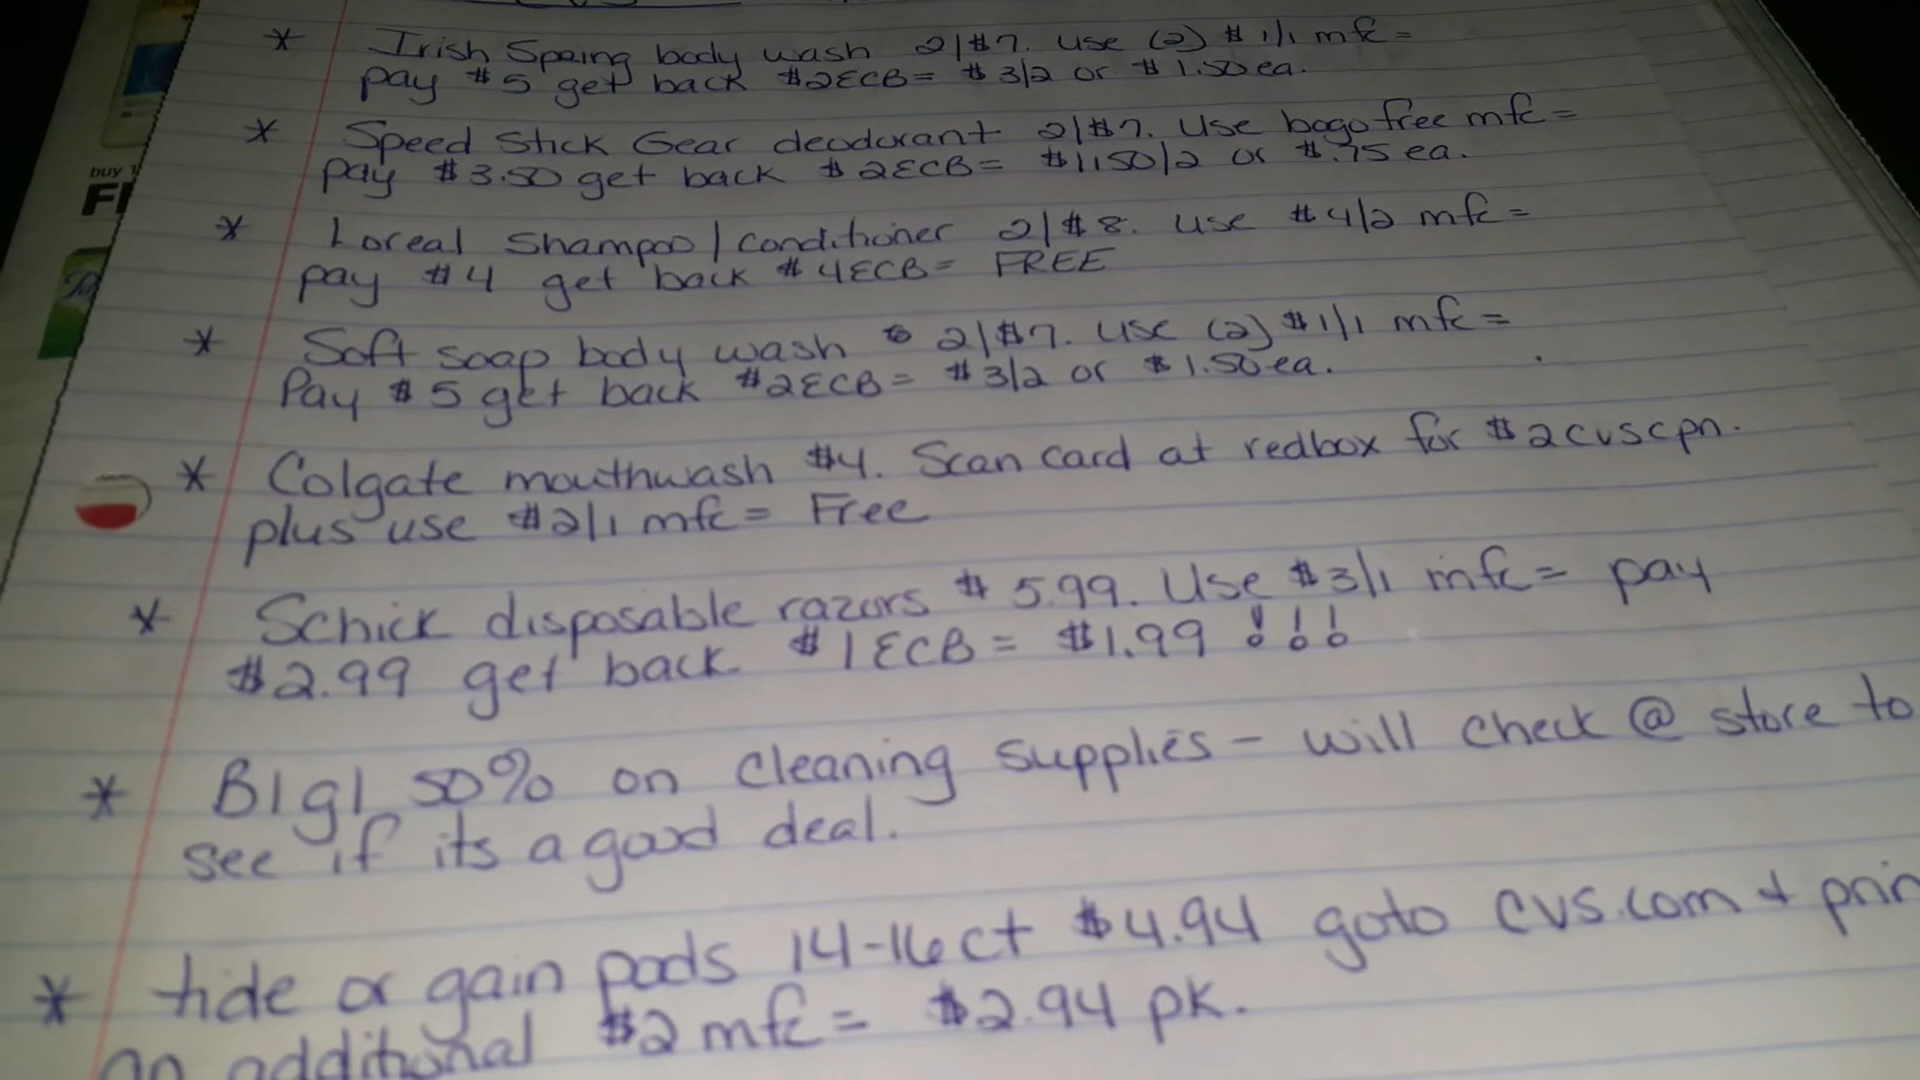 buy 1
* Irish Spring body wash 2/$7. Use (2) $1/1 mfc =
pay $5 get back $2ECB = $3/2 or $1.50 ea.
* Speed Stick Gear deodorant 2/$7. Use bogo free mfc =
pay $3.50 get back $2ECB = $1.50/2 or $.75 ea.
* Loreal Shampoo/conditioner 2/$8. use $4/2 mfc =
pay $4 get back $4ECB = FREE
* Soft soap body wash 2/$7. use (2) $1/1 mfc =
Pay $5 get back $2ECB = $3/2 or $1.50 ea.
* Colgate mouthwash $4. Scan card at redbox for $2cvscpn.
plus use $2/1 mfc = Free
* Schick disposable razors $5.99. Use $3/1 mfc = pay
$2.99 get back $1ECB = $1.99 !!!
* B1g1 50% on cleaning supplies - will check @ store to
see if its a good deal.
* tide or gain pods 14-16ct $4.94 goto cvs.com + prin
an additional $2 mfc = $2.94 pk.